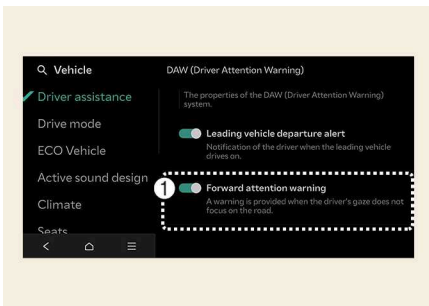 Vehicle
DAW (Driver Attention Warning)
Driver assistance
The properties of the DAW (Driver Attention Warning)
system.
Drive mode
Leading vehicle departure alert
ECO Vehicle
Notification of the driver when the leading vehicle
drives on.
Active sound design
1
Forward attention warning
Climate
A warning is provided when the driver's gaze does not
focus on the road.
Seats